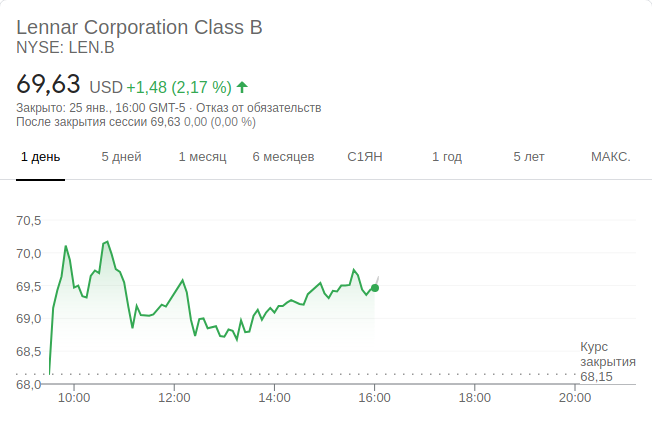 Lennar Corporation Class B
NYSE: LEN.B
69,63 USD +1,48 (2,17 %)
Закрыто: 25 янв., 16:00 GMT-5 · Отказ от обязательств
После закрытия сессии 69,63 0,00 (0,00 %)
1 день 5 дней 1 месяц 6 месяцев С1ЯН 1 год 5 лет МАКС.
70,5
70,0
69,5
69,0
68,5
68,0
Курс
закрытия
68,15
10:00 12:00 14:00 16:00 18:00 20:00